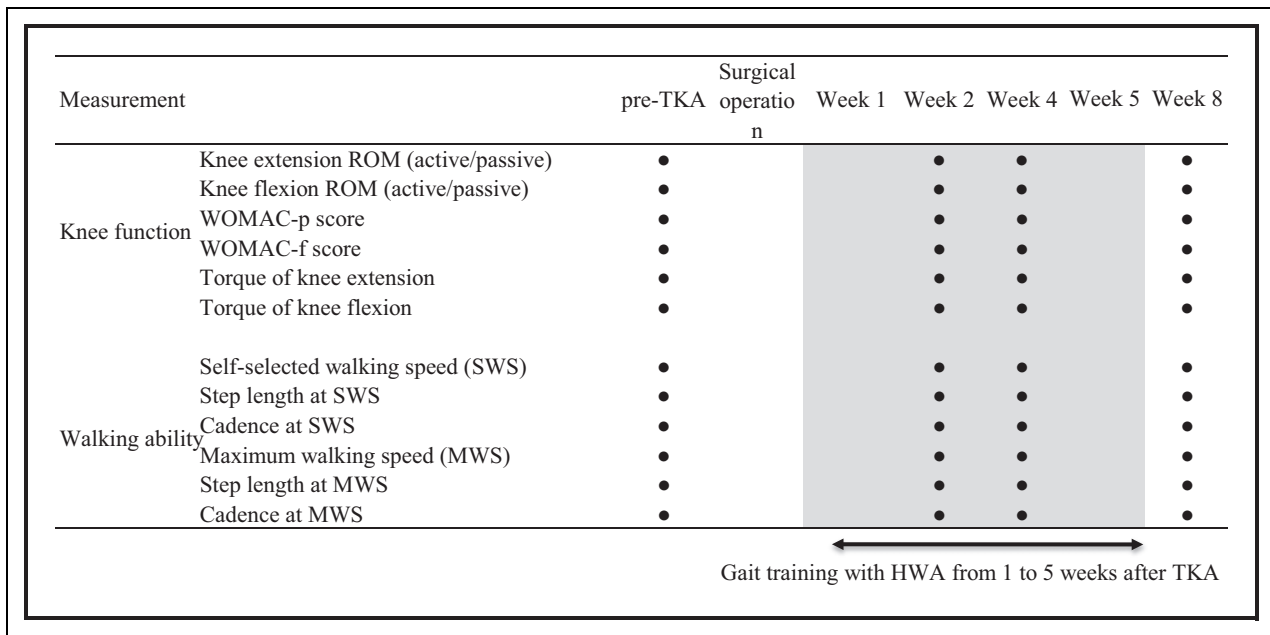 Measurement pre-TKA Surgical operatio n Week 1 Week 2 Week 4 Week 5 Week 8
Knee function
Knee extension ROM (active/passive) ● ● ● ●
Knee flexion ROM (active/passive) ● ● ● ●
WOMAC-p score ● ● ● ●
WOMAC-f score ● ● ● ●
Torque of knee extension ● ● ● ●
Torque of knee flexion ● ● ● ●
Walking ability
Self-selected walking speed (SWS) ● ● ● ●
Step length at SWS ● ● ● ●
Cadence at SWS ● ● ● ●
Maximum walking speed (MWS) ● ● ● ●
Step length at MWS ● ● ● ●
Cadence at MWS ● ● ● ●
Gait training with HWA from 1 to 5 weeks after TKA